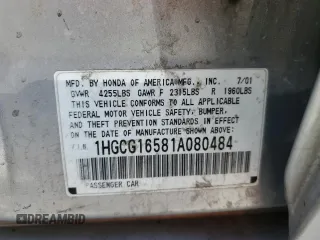 MFD. BY HONDA OF AMERICA MFG., INC. 7/01
GVWR 4255LBS GAWR F 2315LBS R 1960LBS
THIS VEHICLE CONFORMS TO ALL APPLICABLE
FEDERAL MOTOR VEHICLE SAFETY, BUMPER,
AND THEFT PREVENTION STANDARDS IN EFFECT
ON THE DATE OF MANUFACTURE SHOWN ABOVE.
V.I.N. 1HGCG16581A080484
PASSENGER CAR
DREAMBID